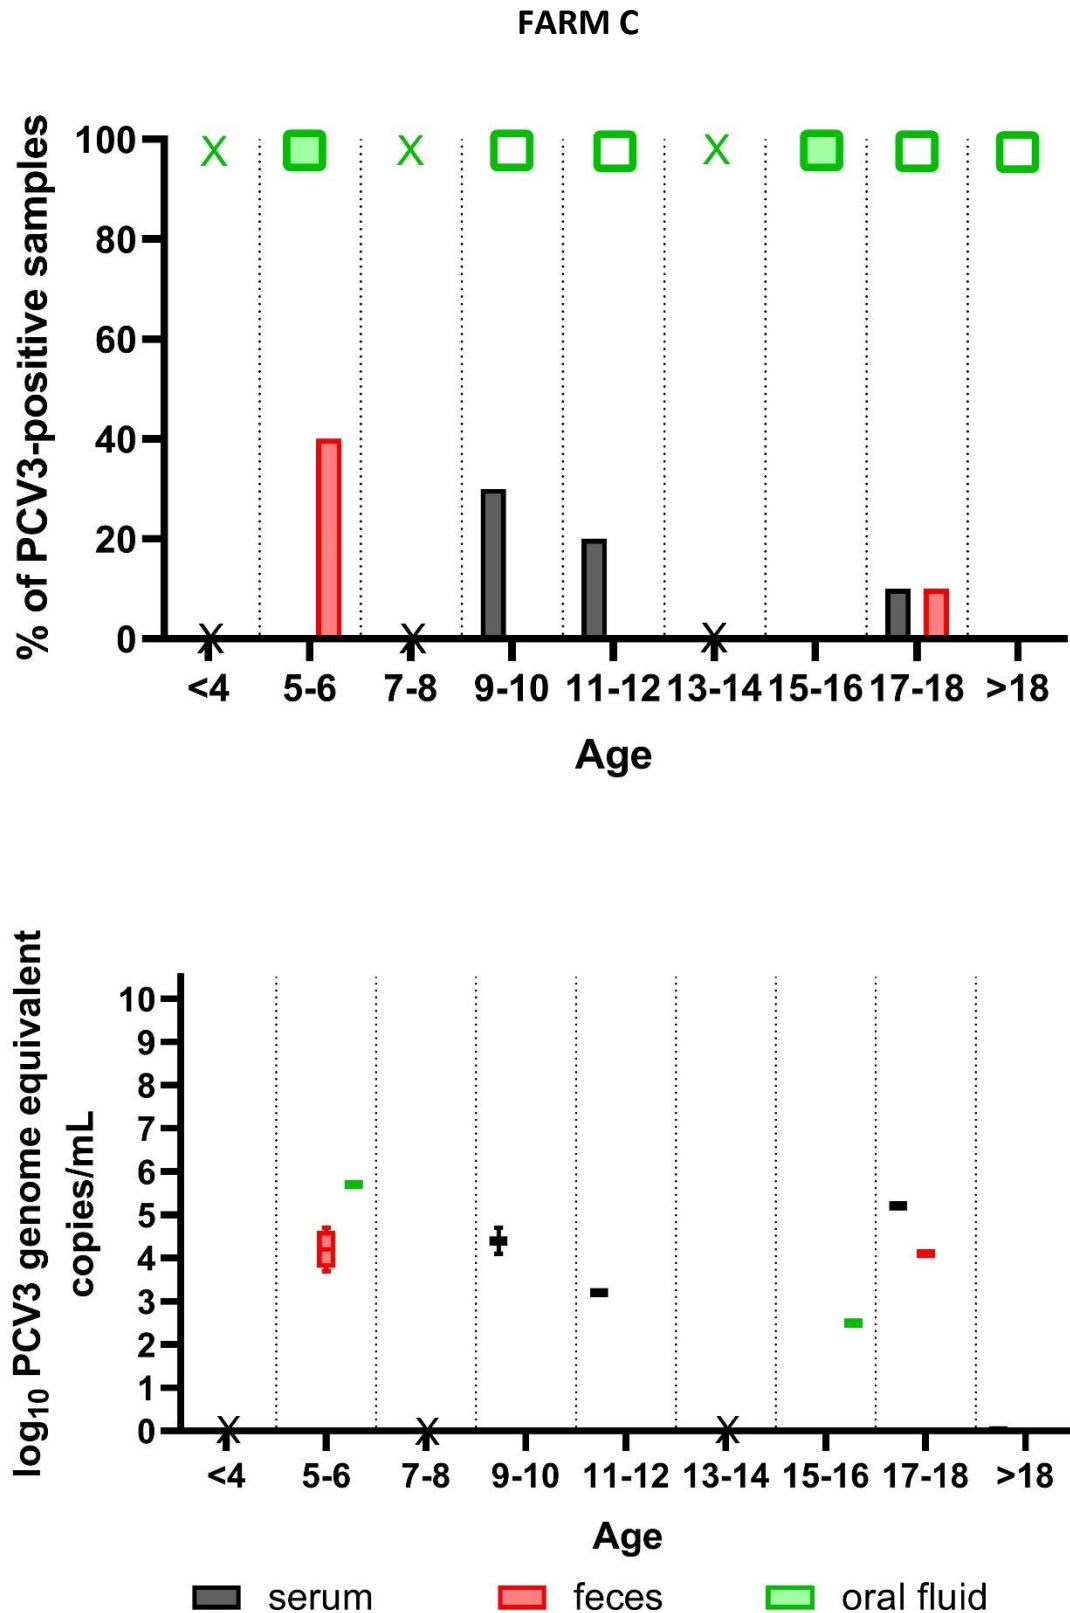 FARM C
% of PCV3-positive samples
100
80
60
40
20
0
X X X
X X X
<4 5-6 7-8 9-10 11-12 13-14 15-16 17-18 >18
Age
log₁₀ PCV3 genome equivalent
copies/mL
10
9
8
7
6
5
4
3
2
1
0
X X X
<4 5-6 7-8 9-10 11-12 13-14 15-16 17-18 >18
Age
serum feces oral fluid